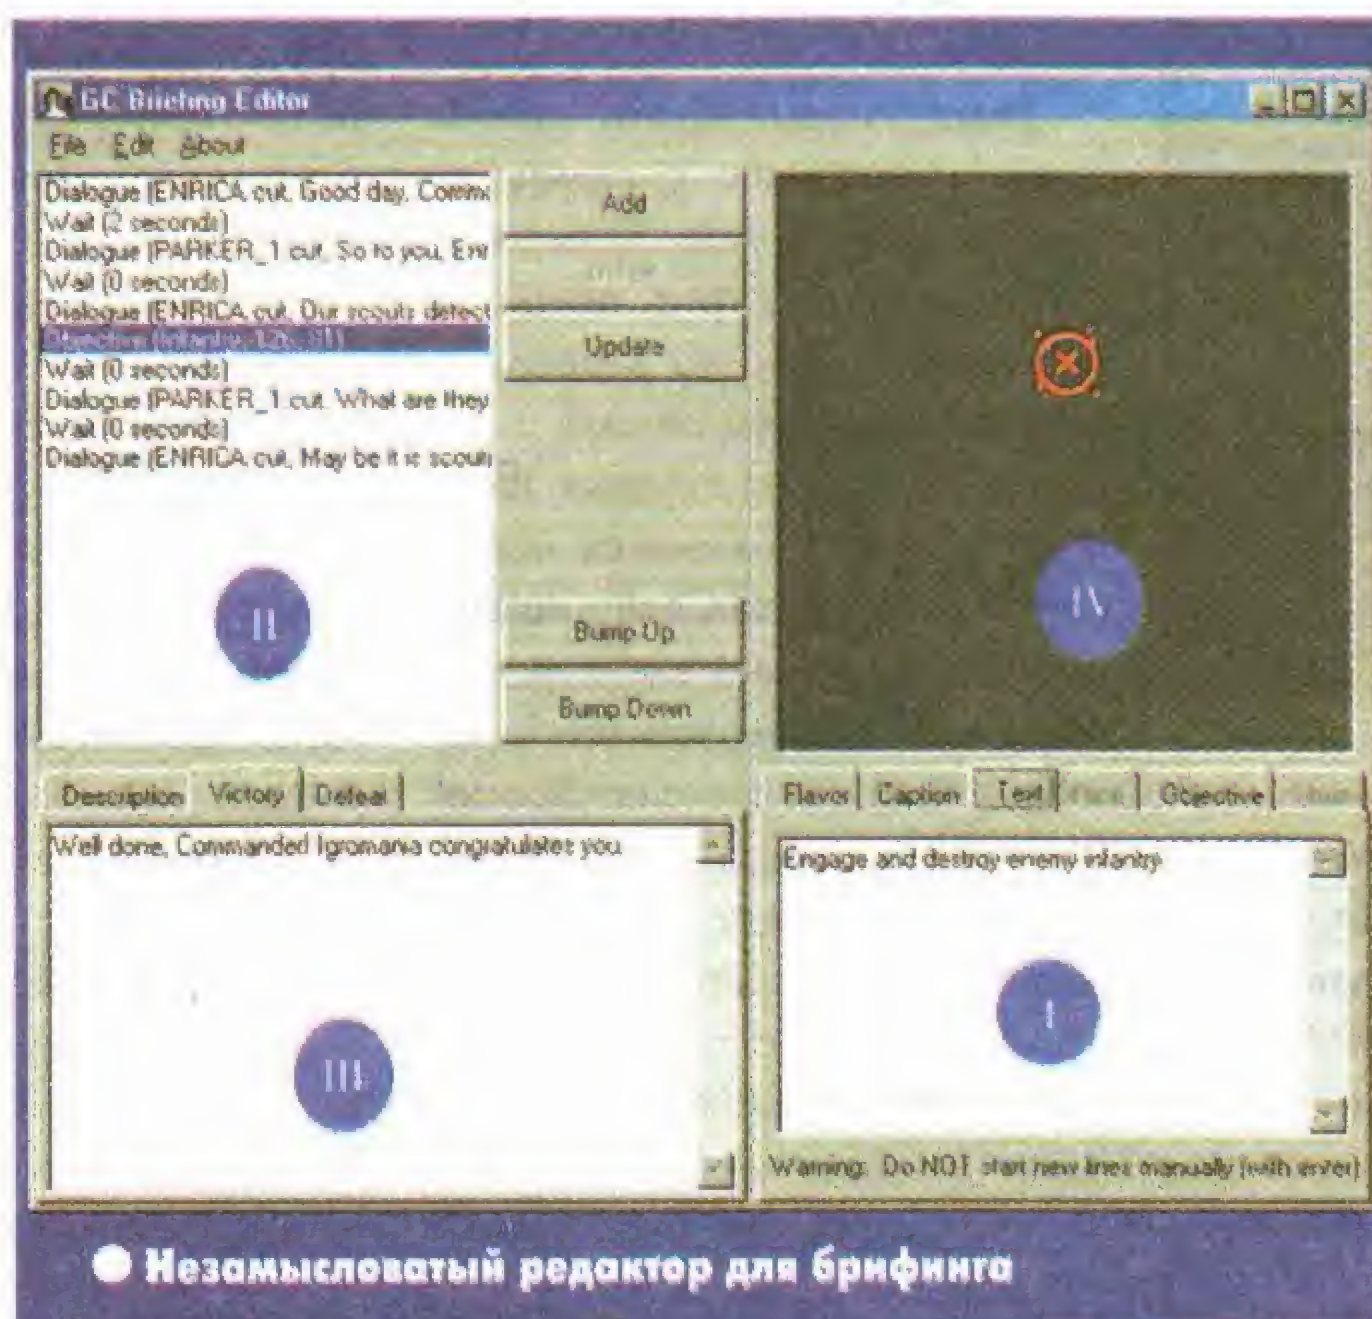 GC Briefing Editor
File Edit About
Dialogue (ENRICA.cut, Good day, Comma
Wait (2 seconds)
Dialogue (PARKER_1.cut, So to you, Enr
Wait (0 seconds)
Dialogue (ENRICA.cut, Our scouts detect
Objective (Infantry,
Wait (0 seconds)
Dialogue (PARKER_1.cut, What are they
Wait (0 seconds)
Dialogue (ENRICA.cut, May be it is scout
II
Add
Update
Bump Up
Bump Down
IV
Description Victory Defeat
Well done, Commanded Igromania congratulates you.
III
Flavor Caption Text Objective
Engage and destroy enemy infantry
I
Warning: Do NOT start new lines manually (with enter)
Незамысловатый редактор для брифинга